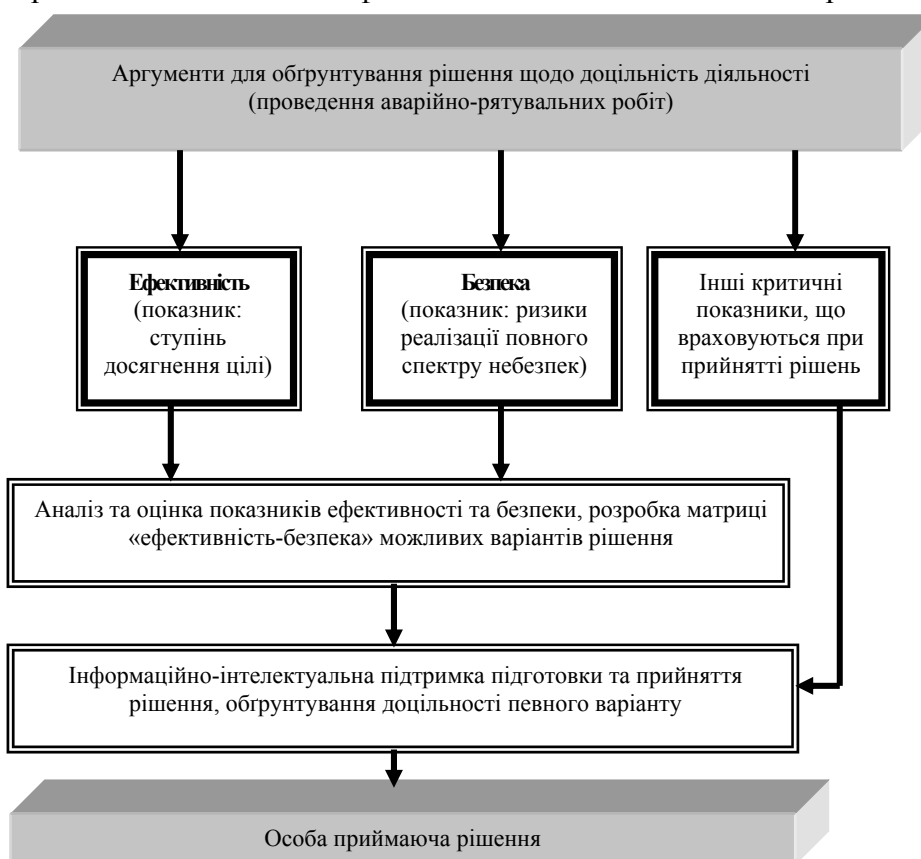 Аргументи для обґрунтування рішення щодо доцільність діяльності
(проведення аварійно-рятувальних робіт)
Ефективність
(показник:
ступінь
досягнення цілі)
Безпека
(показник: ризики
реалізації повного
спектру небезпек)
Інші критичні
показники, що
враховуються при
прийнятті рішень
Аналіз та оцінка показників ефективності та безпеки, розробка матриці
«ефективність-безпека» можливих варіантів рішення
Інформаційно-інтелектуальна підтримка підготовки та прийняття
рішення, обґрунтування доцільності певного варіанту
Особа приймаюча рішення